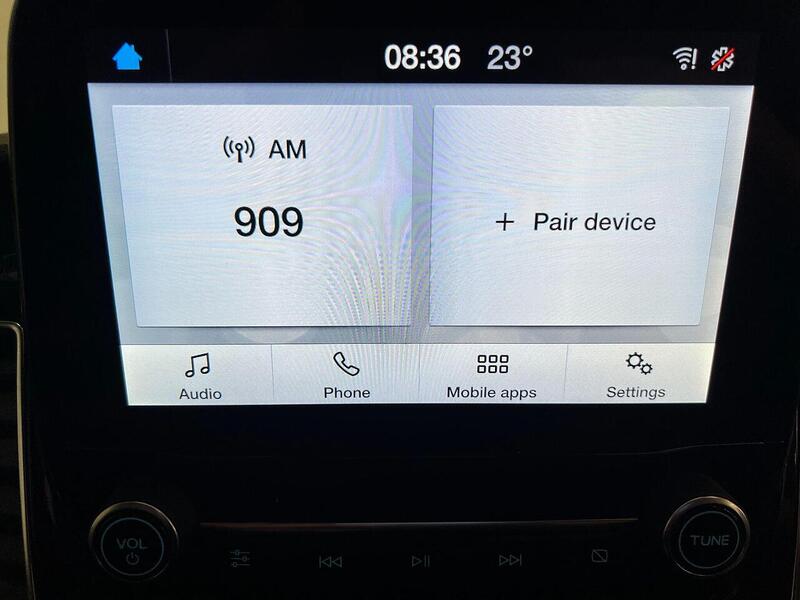 08:36 23°
AM
909
+ Pair device
Audio
Phone
Mobile apps
Settings
VOL
TUNE